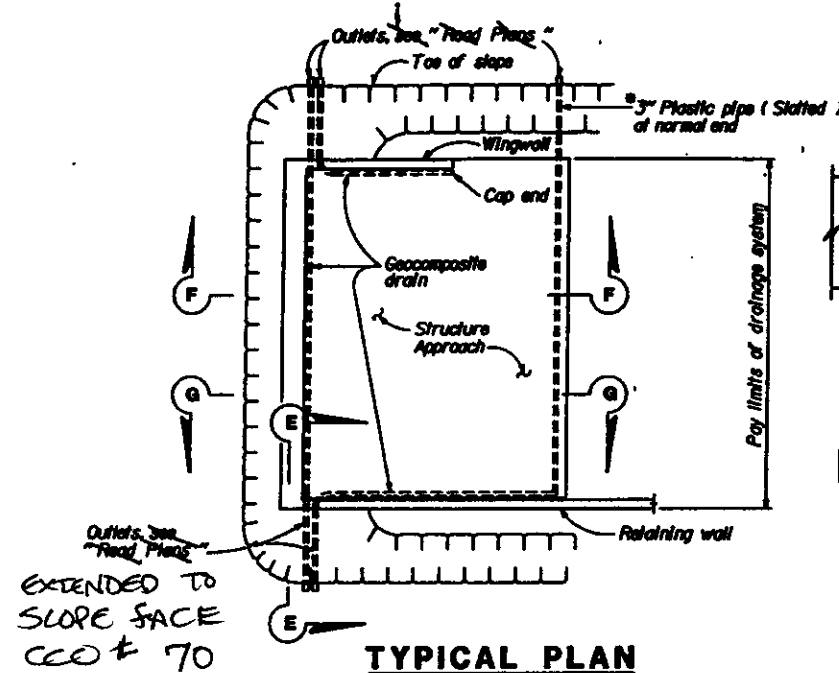 Outlets, see "Road Plans"
Toe of slope
*3" Plastic pipe (Slotted)
at normal end
Wingwall
Cap end
Geocomposite
drain
F
F
Structure
Approach
G
G
Pay limits of drainage system
E
Outlets, see
"Road Plans"
Retaining wall
EXTENDED TO
SLOPE FACE
CCO # 70
E
TYPICAL PLAN